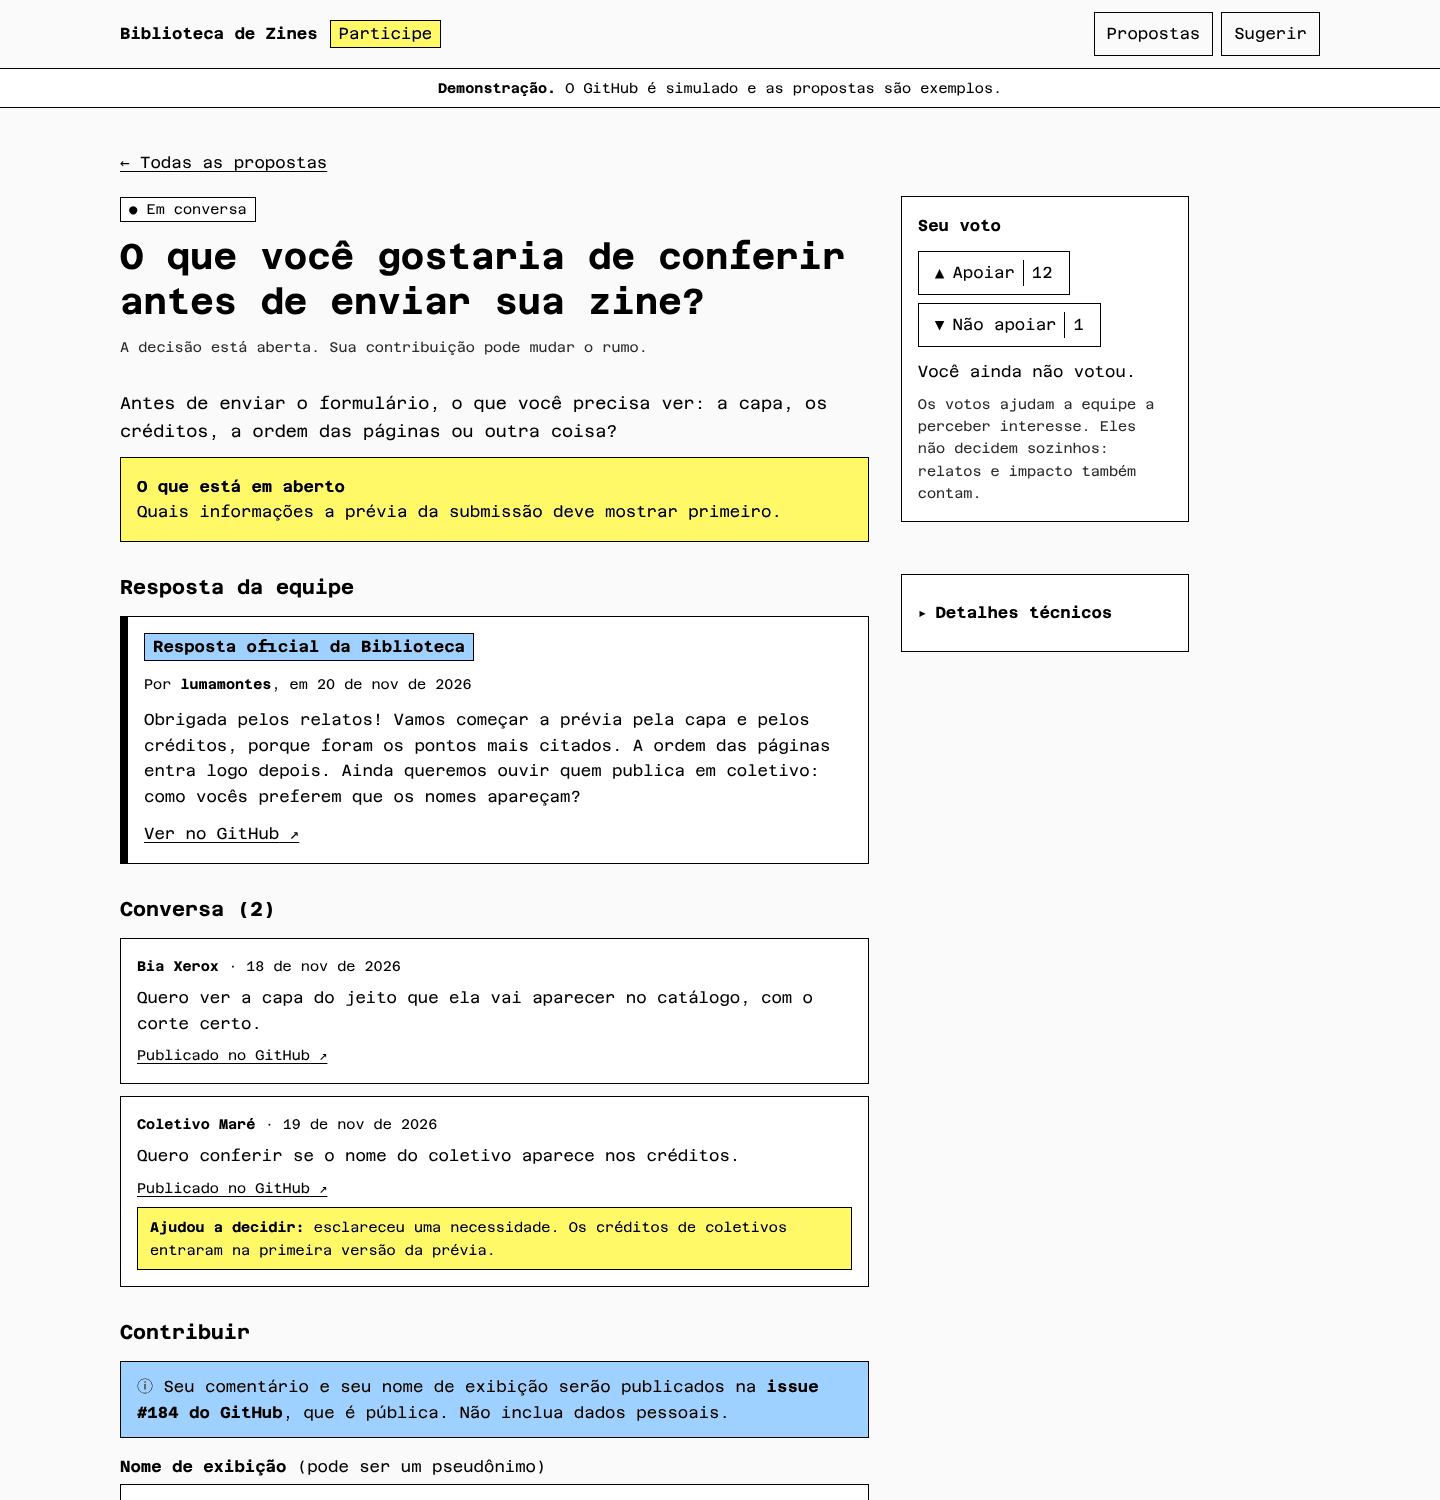 Biblioteca de Zines Participe
Propostas
Sugerir
Demonstração. O GitHub é simulado e as propostas são exemplos.
← Todas as propostas
● Em conversa
O que você gostaria de conferir
antes de enviar sua zine?
A decisão está aberta. Sua contribuição pode mudar o rumo.
Antes de enviar o formulário, o que você precisa ver: a capa, os
créditos, a ordem das páginas ou outra coisa?
O que está em aberto
Quais informações a prévia da submissão deve mostrar primeiro.
Resposta da equipe
Resposta oficial da Biblioteca
Por lumamontes, em 20 de nov de 2026
Obrigada pelos relatos! Vamos começar a prévia pela capa e pelos
créditos, porque foram os pontos mais citados. A ordem das páginas
entra logo depois. Ainda queremos ouvir quem publica em coletivo:
como vocês preferem que os nomes apareçam?
Ver no GitHub ↗
Conversa (2)
Bia Xerox · 18 de nov de 2026
Quero ver a capa do jeito que ela vai aparecer no catálogo, com o
corte certo.
Publicado no GitHub ↗
Coletivo Maré · 19 de nov de 2026
Quero conferir se o nome do coletivo aparece nos créditos.
Publicado no GitHub ↗
Ajudou a decidir: esclareceu uma necessidade. Os créditos de coletivos
entraram na primeira versão da prévia.
Contribuir
ⓘ Seu comentário e seu nome de exibição serão publicados na issue
#184 do GitHub, que é pública. Não inclua dados pessoais.
Nome de exibição (pode ser um pseudônimo)
Seu voto
▲ Apoiar 12
▼ Não apoiar 1
Você ainda não votou.
Os votos ajudam a equipe a
perceber interesse. Eles
não decidem sozinhos:
relatos e impacto também
contam.
▸ Detalhes técnicos